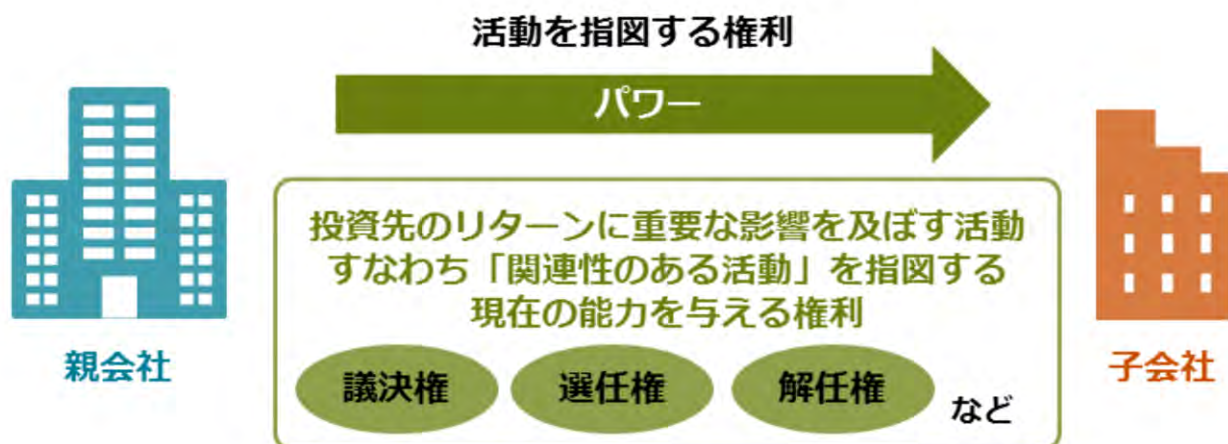 活動を指図する権利
パワー
投資先のリターンに重要な影響を及ぼす活動
すなわち「関連性のある活動」を指図する
現在の能力を与える権利
議決権 選任権 解任権 など
親会社
子会社